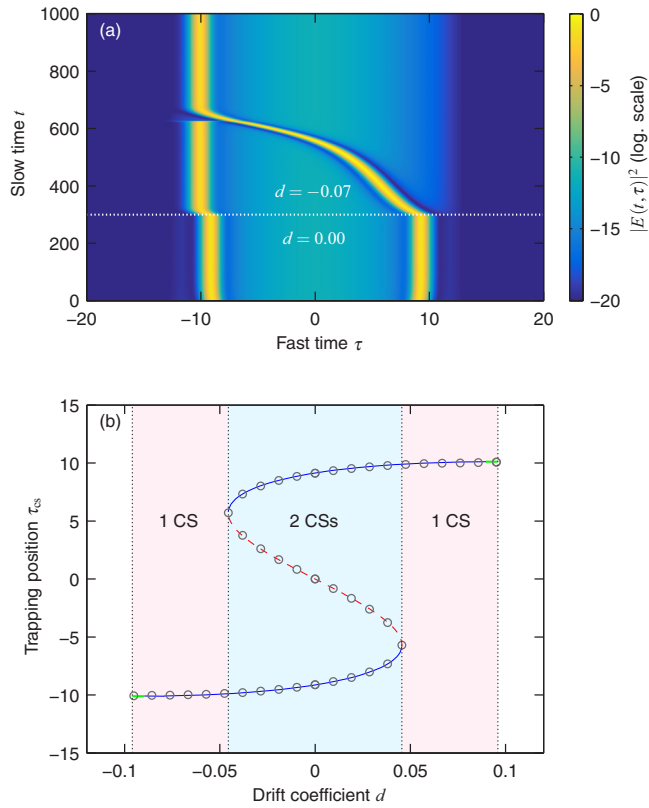 (a)
1000
800
600
400
200
0
Slow time t
d = −0.07
d = 0.00
−20
−10
0
10
20
Fast time τ
0
−5
−10
−15
−20
|E(t, τ)|² (log. scale)
(b)
15
10
5
0
−5
−10
−15
Trapping position τcs
1 CS
2 CSs
1 CS
−0.1
−0.05
0
0.05
0.1
Drift coefficient d